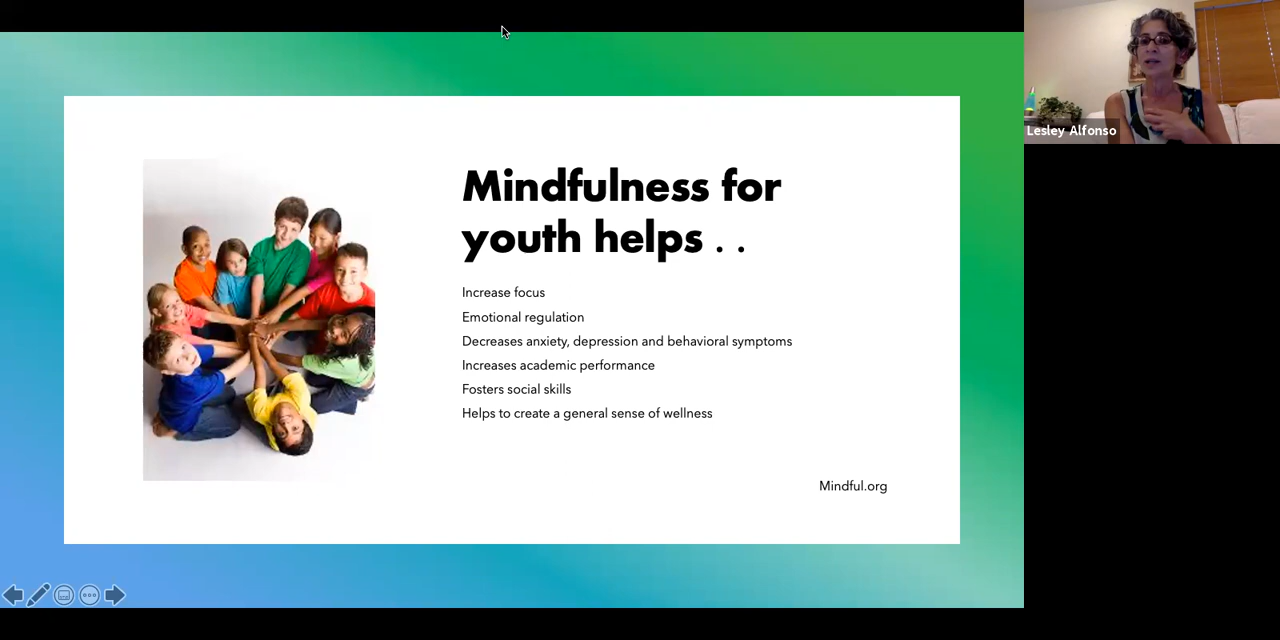 Mindfulness for
youth helps . .
Increase focus
Emotional regulation
Decreases anxiety, depression and behavioral symptoms
Increases academic performance
Fosters social skills
Helps to create a general sense of wellness
Mindful.org
Lesley Alfonso